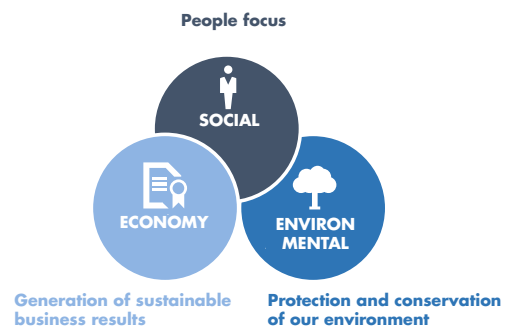 People focus
SOCIAL
ECONOMY
ENVIRON
MENTAL
Generation of sustainable
business results
Protection and conservation
of our environment